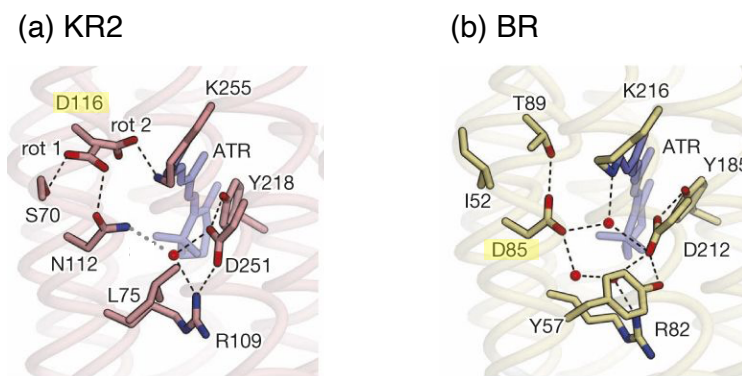 (a) KR2
(b) BR
D116
K255
rot 1
rot 2
ATR
S70
Y218
N112
D251
L75
R109
K216
T89
ATR
Y185
I52
D85
D212
Y57
R82